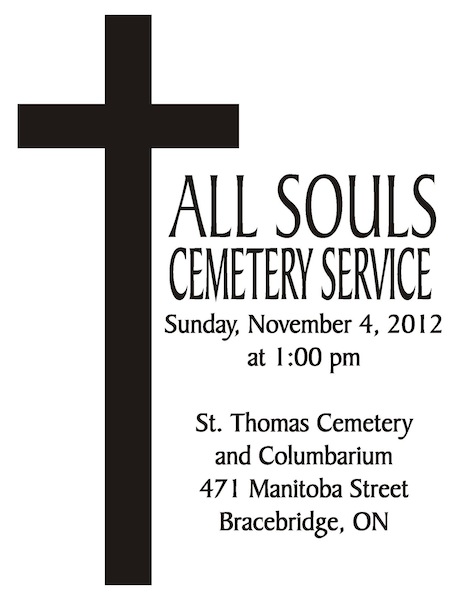 ALL SOULS
CEMETERY SERVICE
Sunday, November 4, 2012
at 1:00 pm
St. Thomas Cemetery
and Columbarium
471 Manitoba Street
Bracebridge, ON